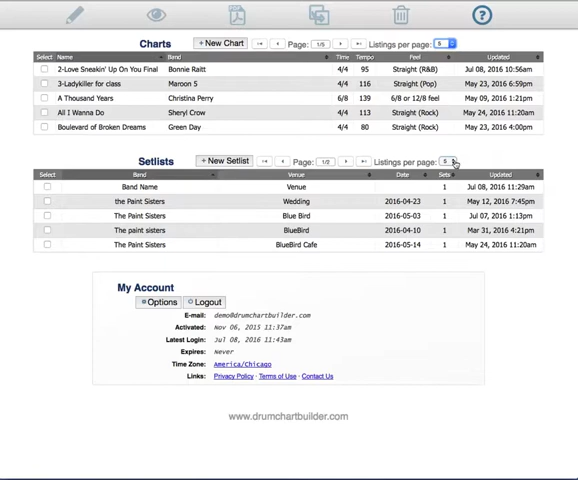 PDF ?
Charts + New Chart Page: 1/5 Listings per page: 5
Select Name Band Time Tempo Peel Updated
2-Love Sneakin' Up On You Final Bonnie Raitt 4/4 95 Straight (R&B) Jul 08, 2016 10:56am
3-Ladykiller for class Maroon 5 4/4 116 Straight (Pop) May 23, 2016 6:59pm
A Thousand Years Christina Perry 6/8 139 6/8 or 12/8 feel May 09, 2016 1:21pm
All I Wanna Do Sheryl Crow 4/4 113 Straight (Rock) May 24, 2016 11:20am
Boulevard of Broken Dreams Green Day 4/4 80 Straight (Rock) May 23, 2016 4:00pm
Setlists + New Setlist Page: 1/2 Listings per page: 5
Select Band Venue Date Sets Updated
Band Name Venue 1 Jul 08, 2016 11:29am
the Paint Sisters Wedding 2016-04-23 1 May 12, 2016 7:45pm
The Paint Sisters Blue Bird 2016-05-03 1 Jul 07, 2016 1:13pm
The Paint sisters BlueBird 2016-04-10 1 Mar 31, 2016 4:21pm
The Paint sisters BlueBird Cafe 2016-05-14 1 May 24, 2016 11:20am
My Account
Options Logout
E-mail: demo@drumchartbuilder.com
Activated: Nov 06, 2015 11:37am
Latest Login: Jul 08, 2016 11:43am
Expires: Never
Time Zone: America/Chicago
Links: Privacy Policy · Terms of Use · Contact Us
www.drumchartbuilder.com